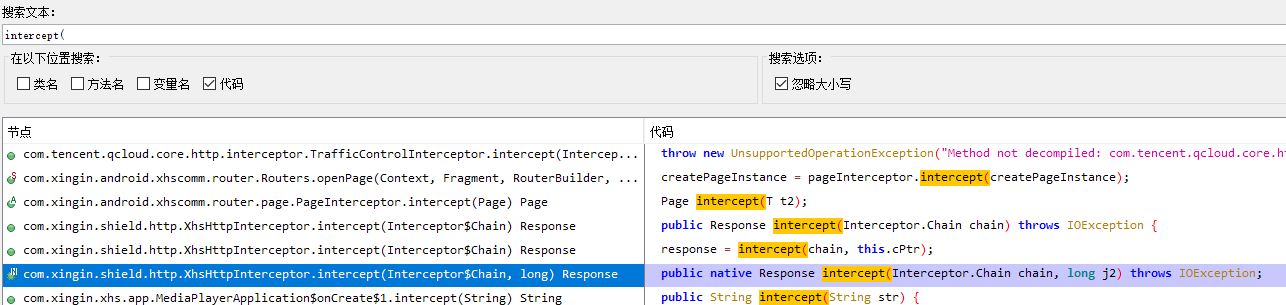 搜索文本：
intercept(
在以下位置搜索： 搜索选项：
类名 方法名 变量名 代码 忽略大小写
节点 代码
com.tencent.qcloud.core.http.interceptor.TrafficControlInterceptor.intercept(Intercep... throw new UnsupportedOperationException("Method not decompiled: com.tencent.qcloud.core.ht
com.xingin.android.xhscomm.router.Routers.openPage(Context, Fragment, RouterBuilder, ... createPageInstance = pageInterceptor.intercept(createPageInstance);
com.xingin.android.xhscomm.router.page.PageInterceptor.intercept(Page) Page Page intercept(T t2);
com.xingin.shield.http.XhsHttpInterceptor.intercept(Interceptor$Chain) Response public Response intercept(Interceptor.Chain chain) throws IOException {
com.xingin.shield.http.XhsHttpInterceptor.intercept(Interceptor$Chain) Response response = intercept(chain, this.cPtr);
com.xingin.shield.http.XhsHttpInterceptor.intercept(Interceptor$Chain, long) Response public native Response intercept(Interceptor.Chain chain, long j2) throws IOException;
com.xingin.xhs.app.MediaPlayerApplication$onCreate$1.intercept(String) String public String intercept(String str) {